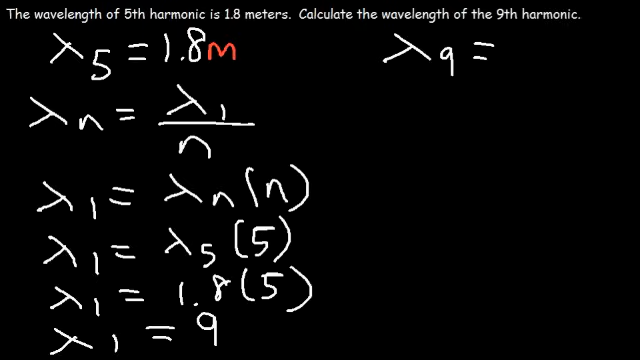 The wavelength of 5th harmonic is 1.8 meters.  Calculate the wavelength of the 9th harmonic.
λ₅ = 1.8m
λₙ = λ₁/n
λ₁ = λₙ(n)
λ₁ = λ₅(5)
λ₁ = 1.8(5)
λ₁ = 9
λ₉ =